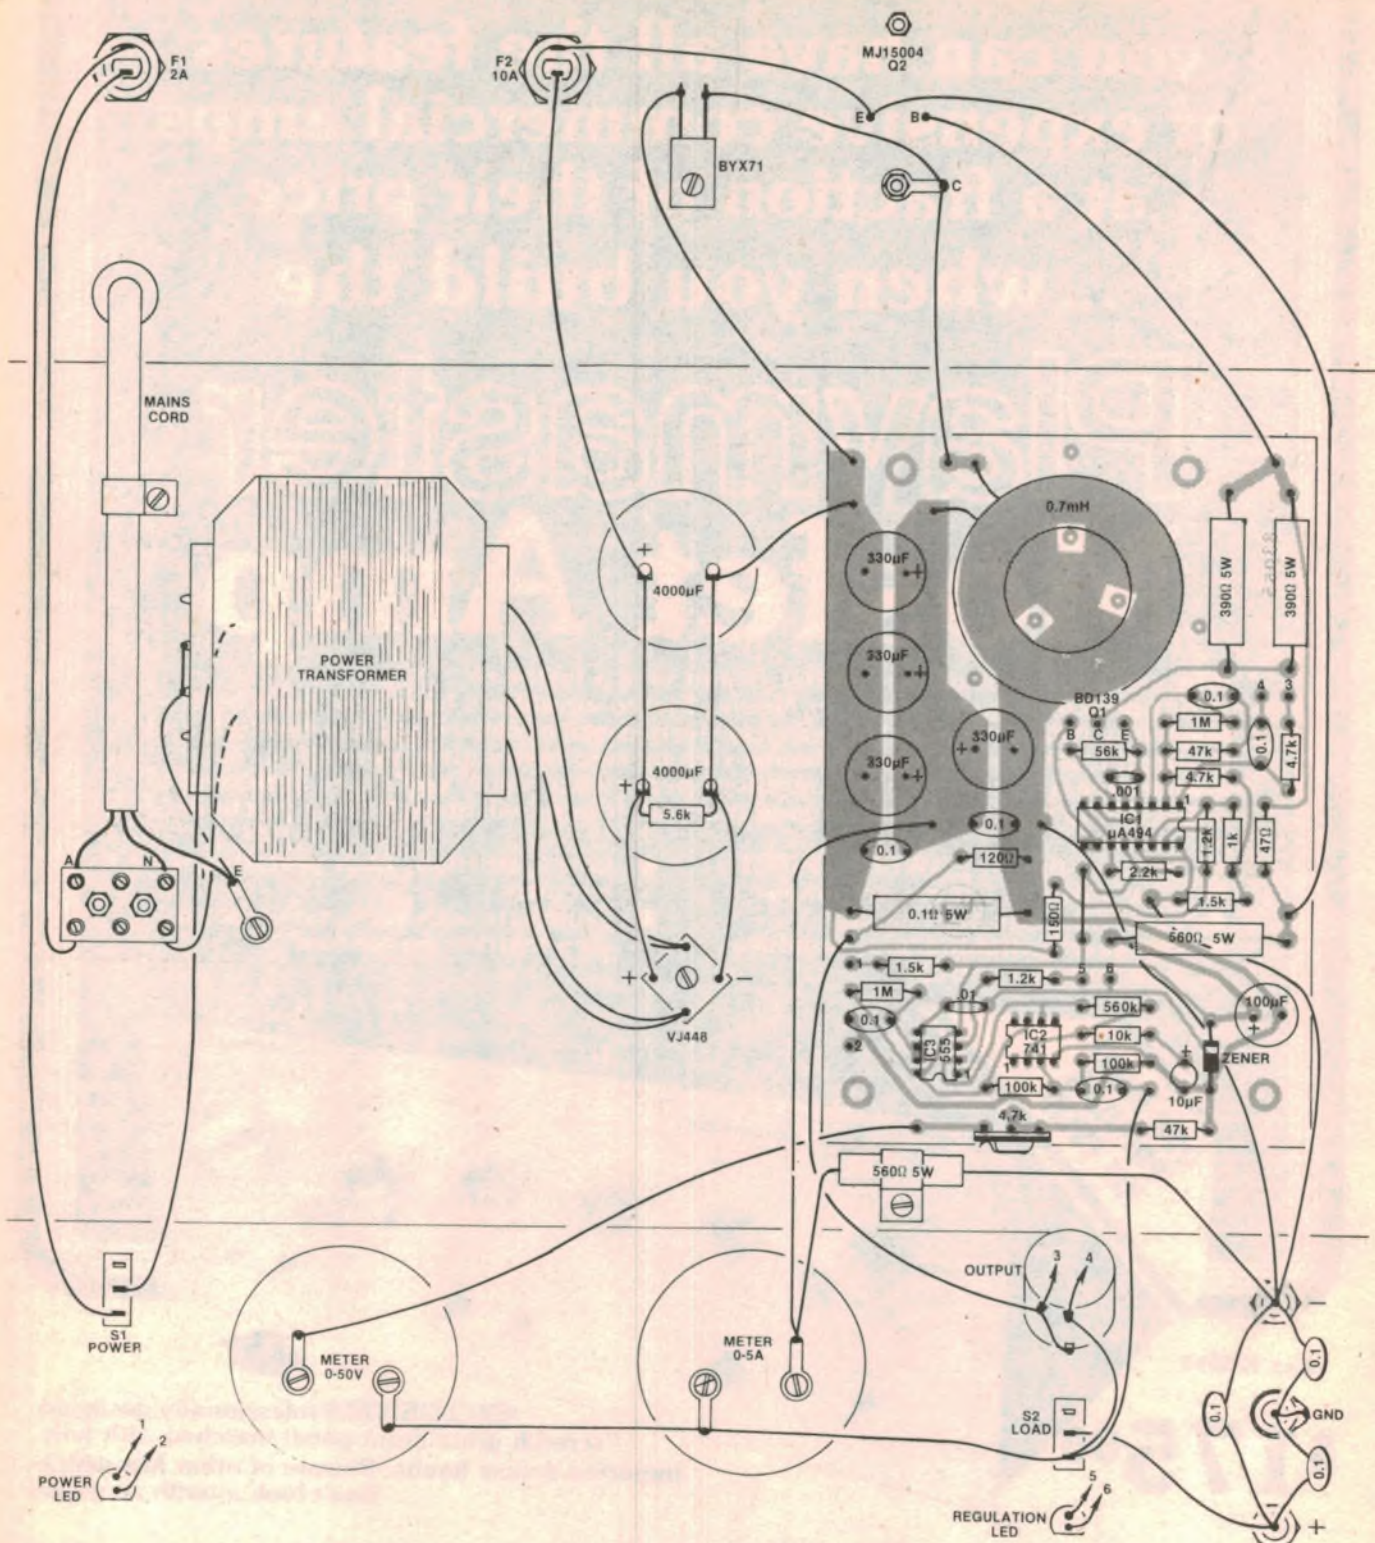 F1
2A
F2
10A
MJ15004
Q2
E
B
BYX71
C
MAINS
CORD
0.7mH
+
330µF
+
4000µF
390Ω 5W
390Ω 5W
POWER
TRANSFORMER
330µF
+
BD139
Q1
B C E
0.1
4
3
1M
330µF
+
56k
47k
0.1
4.7k
4000µF
+
330µF
+
4.7k
.001
5.6k
1
IC1
µA494
0.1
1.2k
1k
47Ω
0.1
120Ω
2.2k
A
N
E
1.5k
0.1Ω 5W
150Ω
560Ω 5W
+
-
-
VJ448
1
1.5k
1.2k
5
6
1M
.01
560k
100µF
+
0.1
2
IC3
555
1
IC2
741
1
10k
+
ZENER
100k
100k
0.1
10µF
4.7k
47k
560Ω 5W
OUTPUT
3
4
-
S1
POWER
METER
0-50V
METER
0-5A
0.1
0.1
GND
S2
LOAD
0.1
1
2
POWER
LED
5
6
REGULATION
LED
+